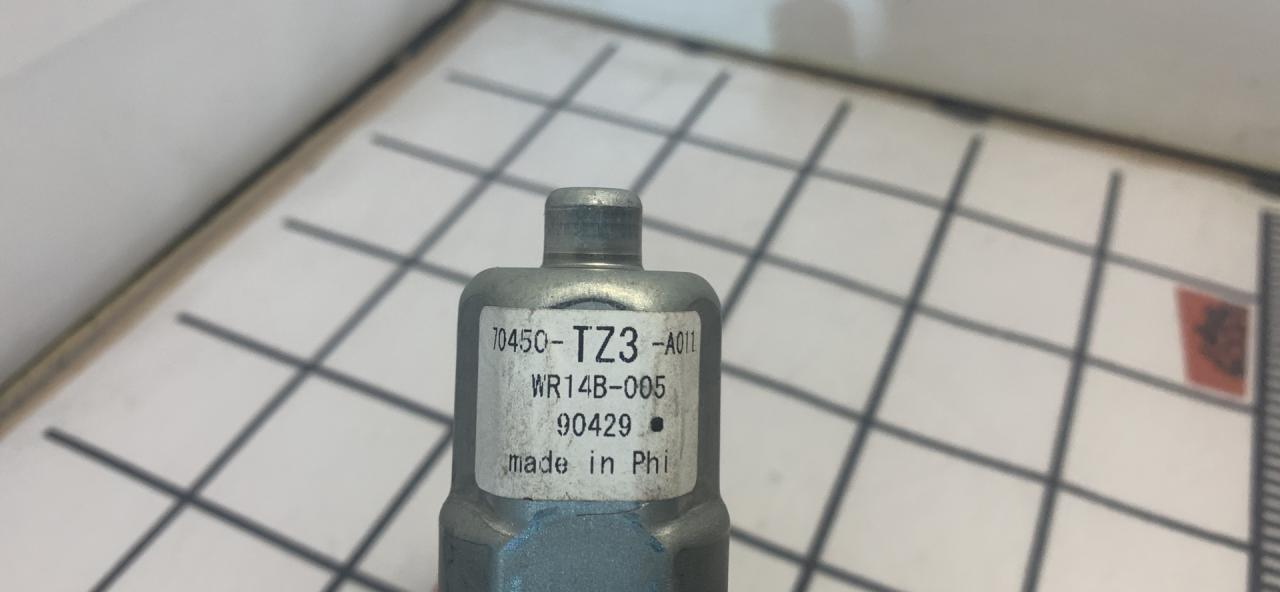 70450-TZ3-A011
WR14B-005
90429 •
made in Phi